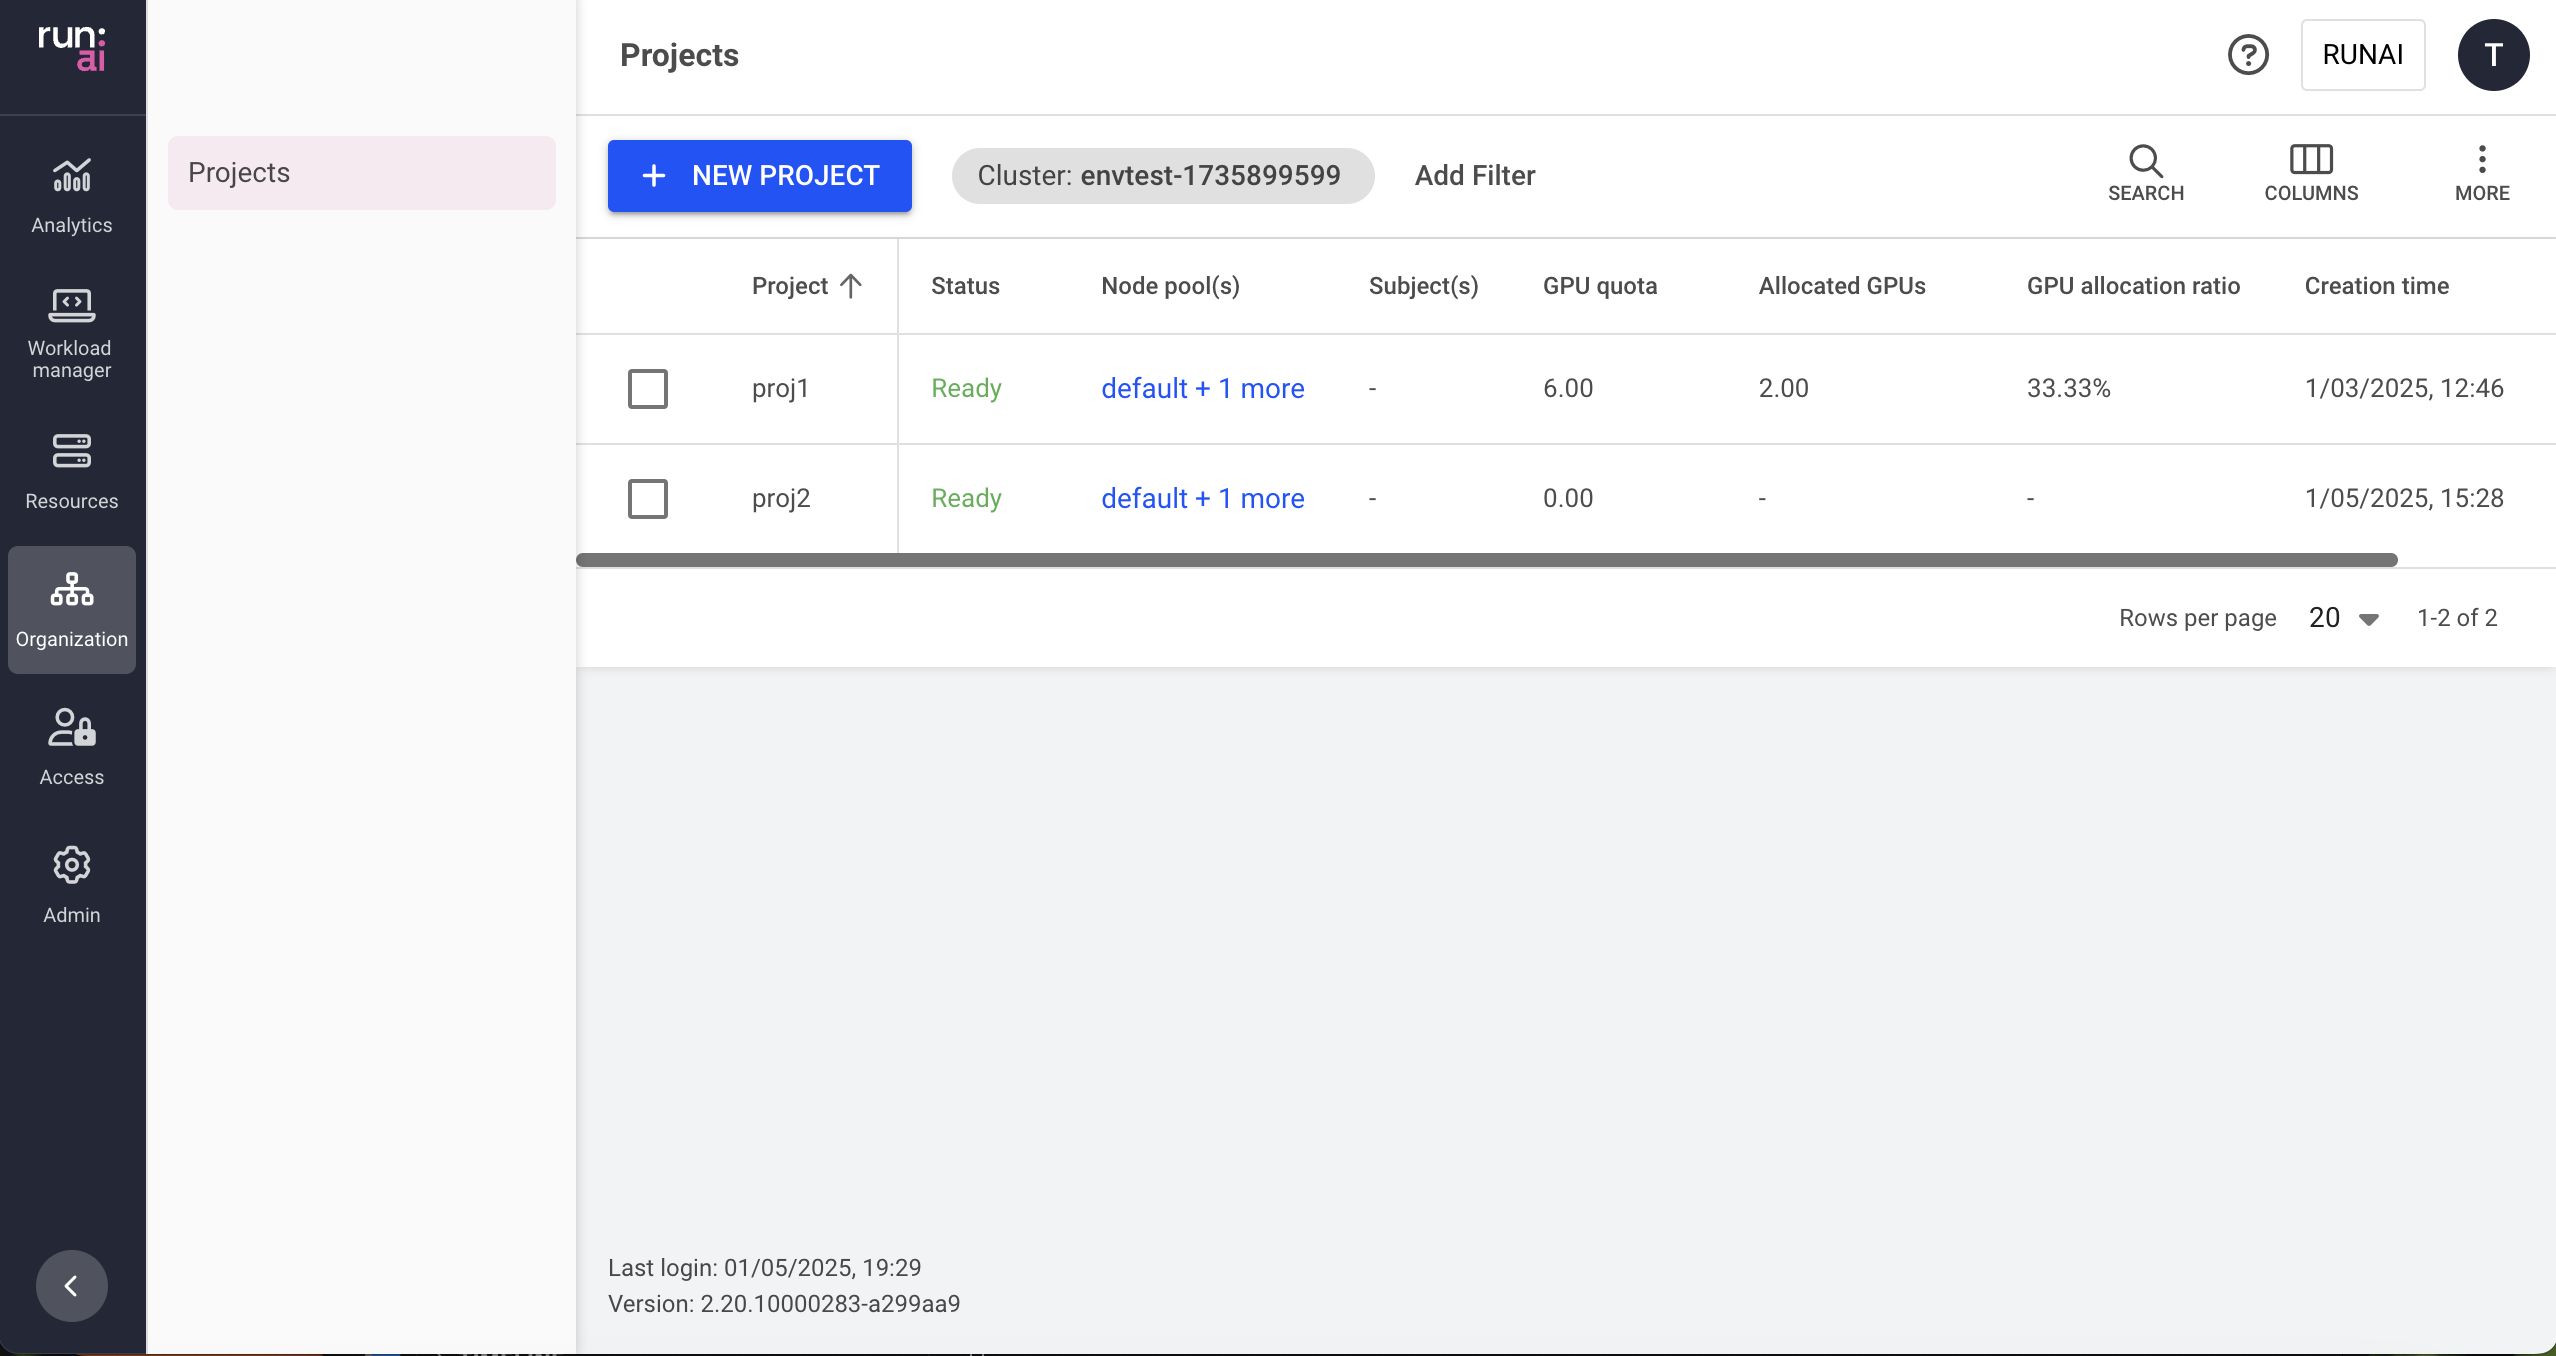 run:
ai
Projects
RUNAI
T
Analytics
Workload
manager
Resources
Organization
Access
Admin
Projects
NEW PROJECT
Cluster: envtest-1735899599
Add Filter
SEARCH
COLUMNS
MORE
Project Status Node pool(s) Subject(s) GPU quota Allocated GPUs GPU allocation ratio Creation time
proj1 Ready default + 1 more - 6.00 2.00 33.33% 1/03/2025, 12:46
proj2 Ready default + 1 more - 0.00 - - 1/05/2025, 15:28
Rows per page 20 1-2 of 2
Last login: 01/05/2025, 19:29
Version: 2.20.10000283-a299aa9